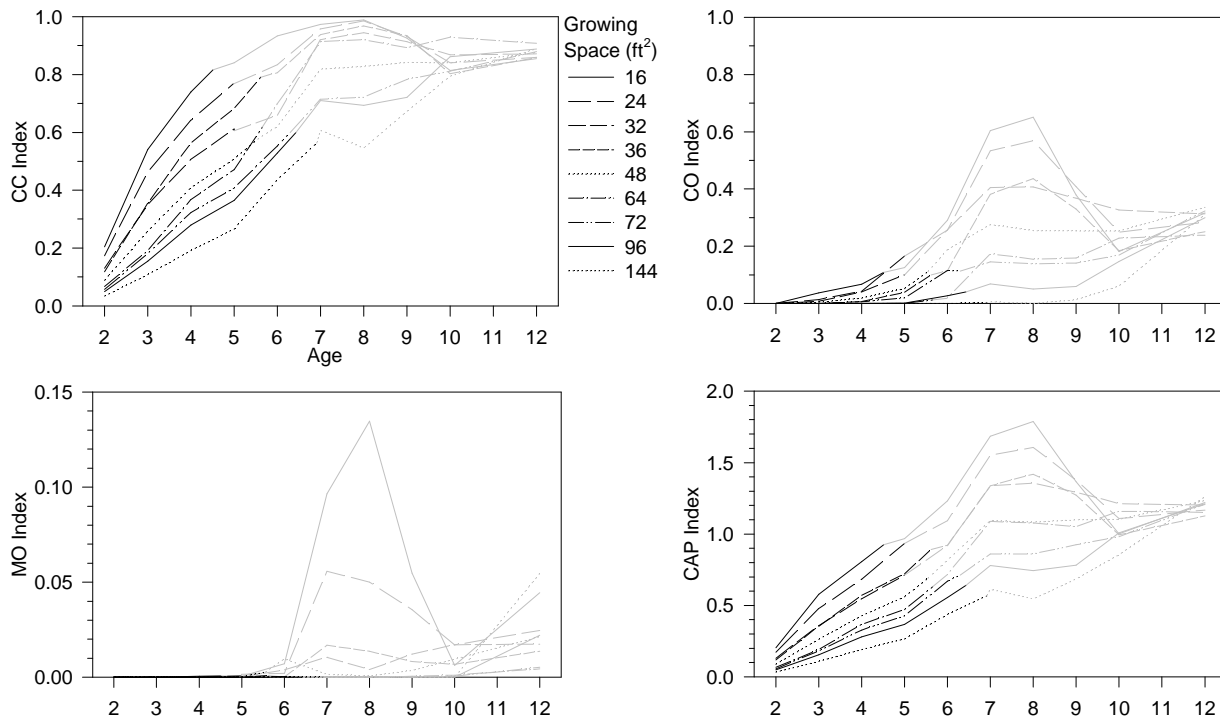 1.0
0.8
0.6
0.4
0.2
0.0
CC Index
2 3 4 5 6 7 8 9 10 11 12
Age
Growing
Space (ft²)
16
24
32
36
48
64
72
96
144
1.0
0.8
0.6
0.4
0.2
0.0
CO Index
2 3 4 5 6 7 8 9 10 11 12
0.15
0.10
0.05
0.00
MO Index
2 3 4 5 6 7 8 9 10 11 12
2.0
1.5
1.0
0.5
0.0
CAP Index
2 3 4 5 6 7 8 9 10 11 12